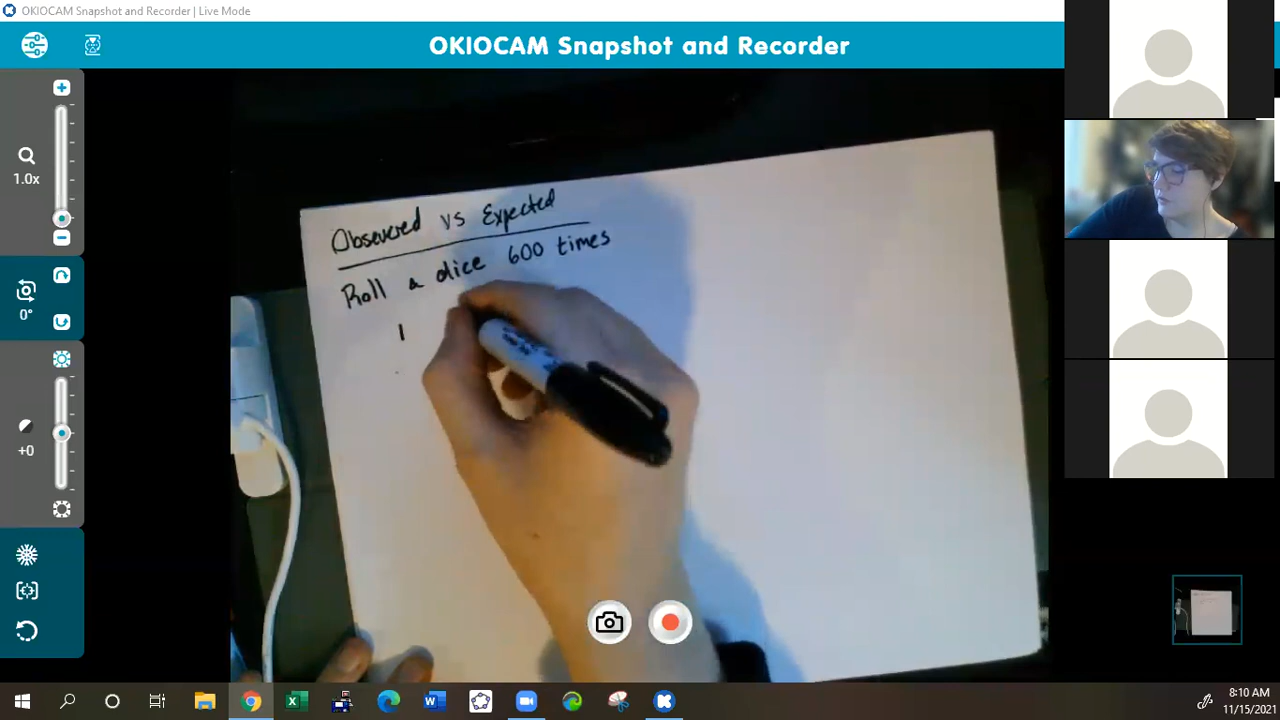 OKIOCAM Snapshot and Recorder | Live Mode
OKIOCAM Snapshot and Recorder
1.0x
0°
+0
Obsevered vs Expected
Roll a dice 600 times
1
8:10 AM
11/15/2021